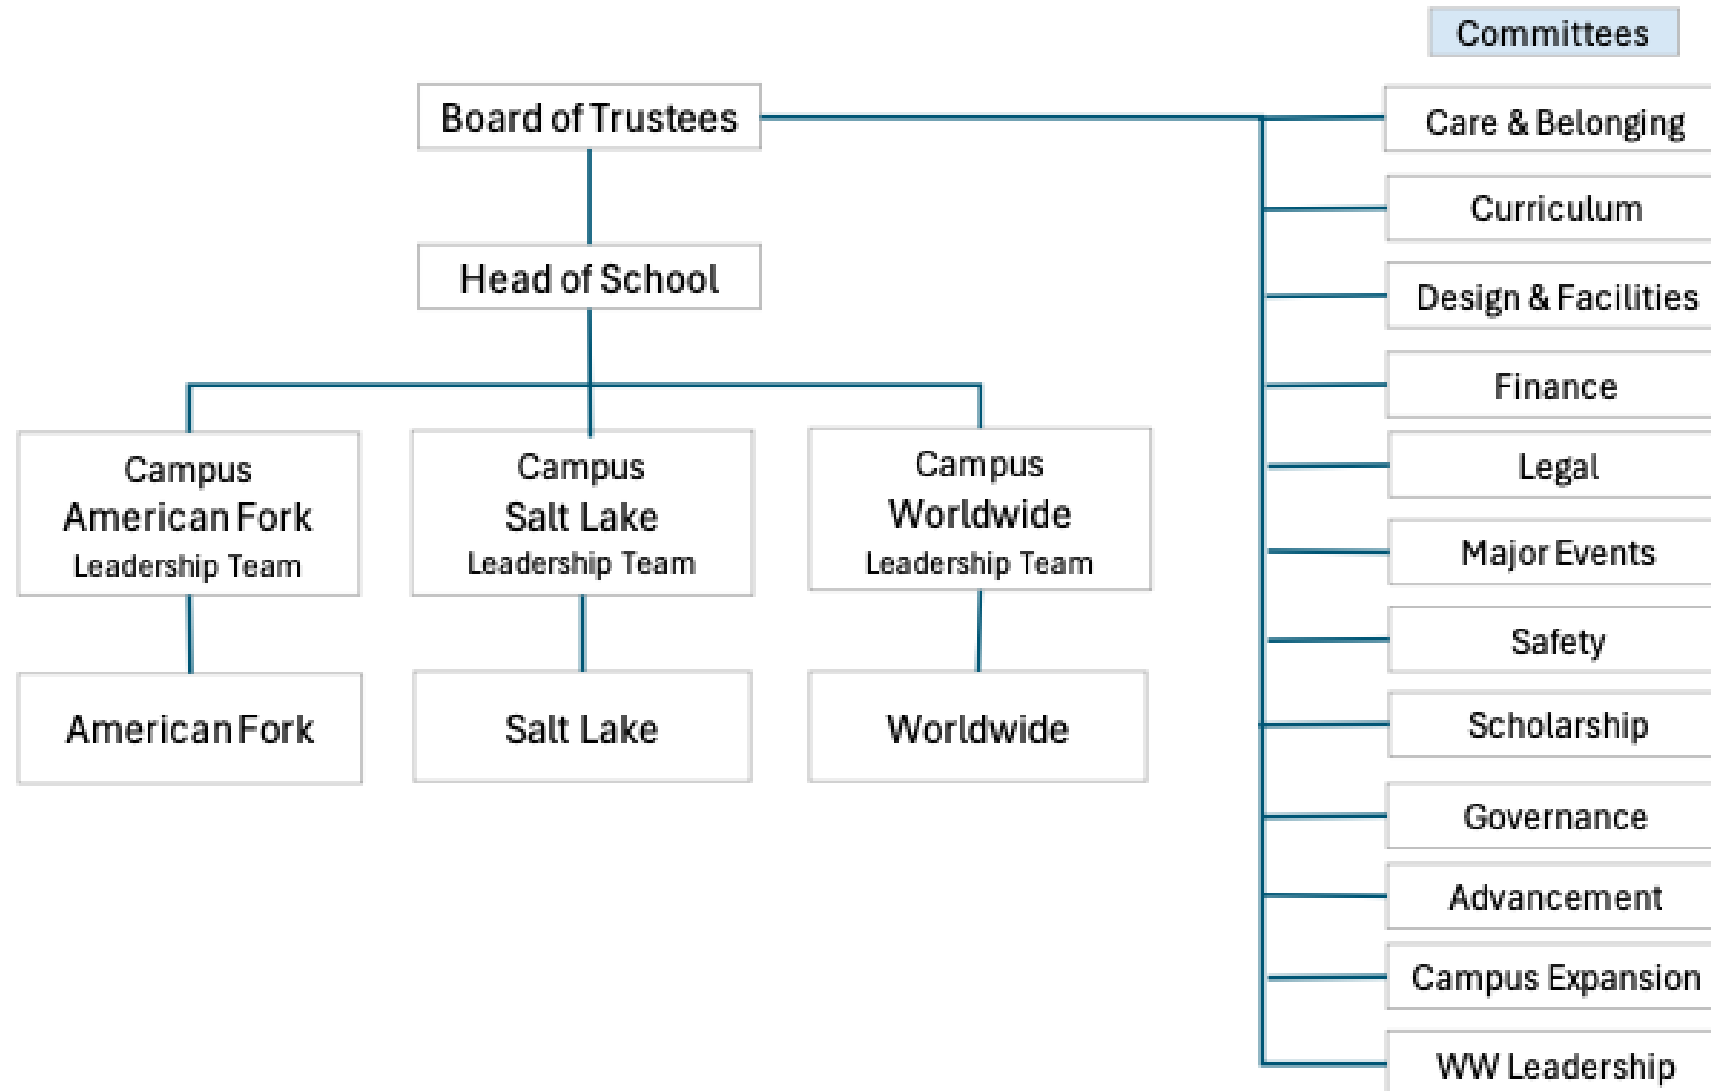 Committees
Board of Trustees
Care & Belonging
Curriculum
Head of School
Design & Facilities
Finance
Campus
American Fork
Leadership Team
Campus
Salt Lake
Leadership Team
Campus
Worldwide
Leadership Team
Legal
Major Events
Safety
American Fork
Salt Lake
Worldwide
Scholarship
Governance
Advancement
Campus Expansion
WW Leadership